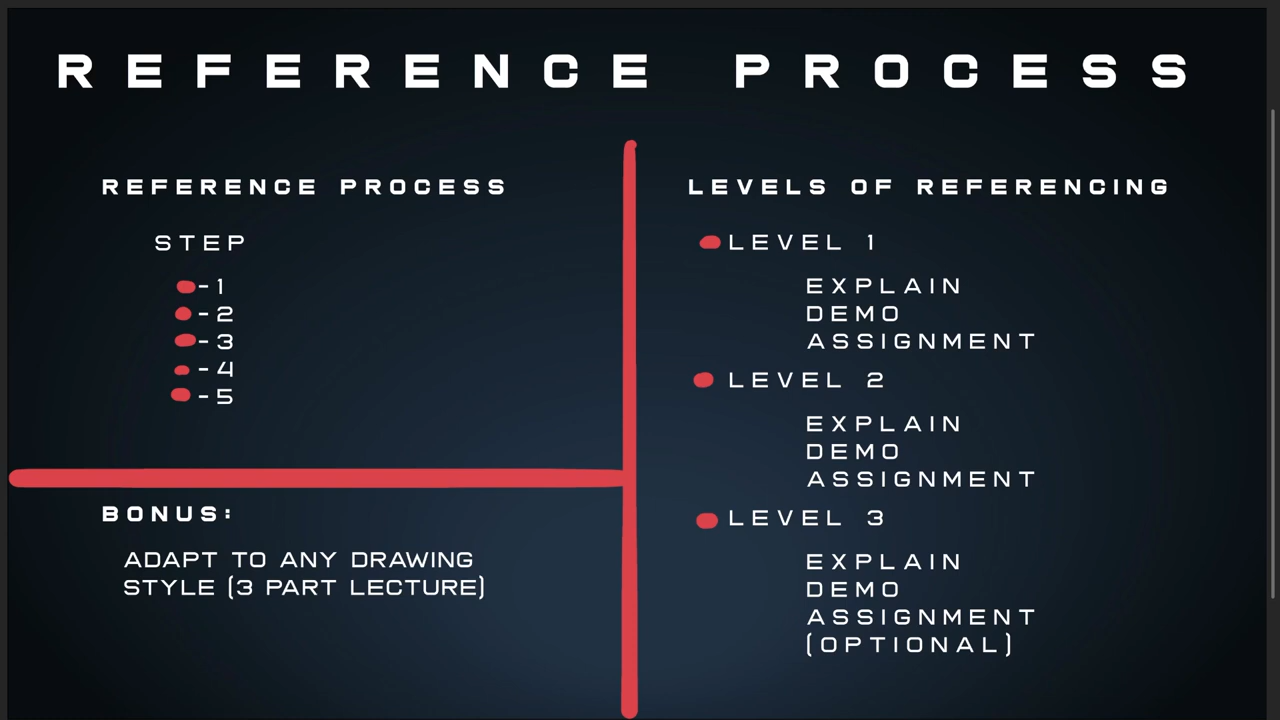 REFERENCE PROCESS
REFERENCE PROCESS
STEP
-1
-2
-3
-4
-5
BONUS:
ADAPT TO ANY DRAWING
STYLE (3 PART LECTURE)
LEVELS OF REFERENCING
LEVEL 1
EXPLAIN
DEMO
ASSIGNMENT
LEVEL 2
EXPLAIN
DEMO
ASSIGNMENT
LEVEL 3
EXPLAIN
DEMO
ASSIGNMENT
(OPTIONAL)